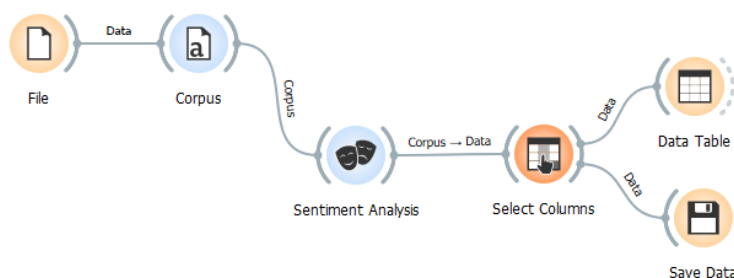 Data
File
a
Corpus
Corpus
Sentiment Analysis
Corpus → Data
Select Columns
Data
Data Table
Data
Save Data